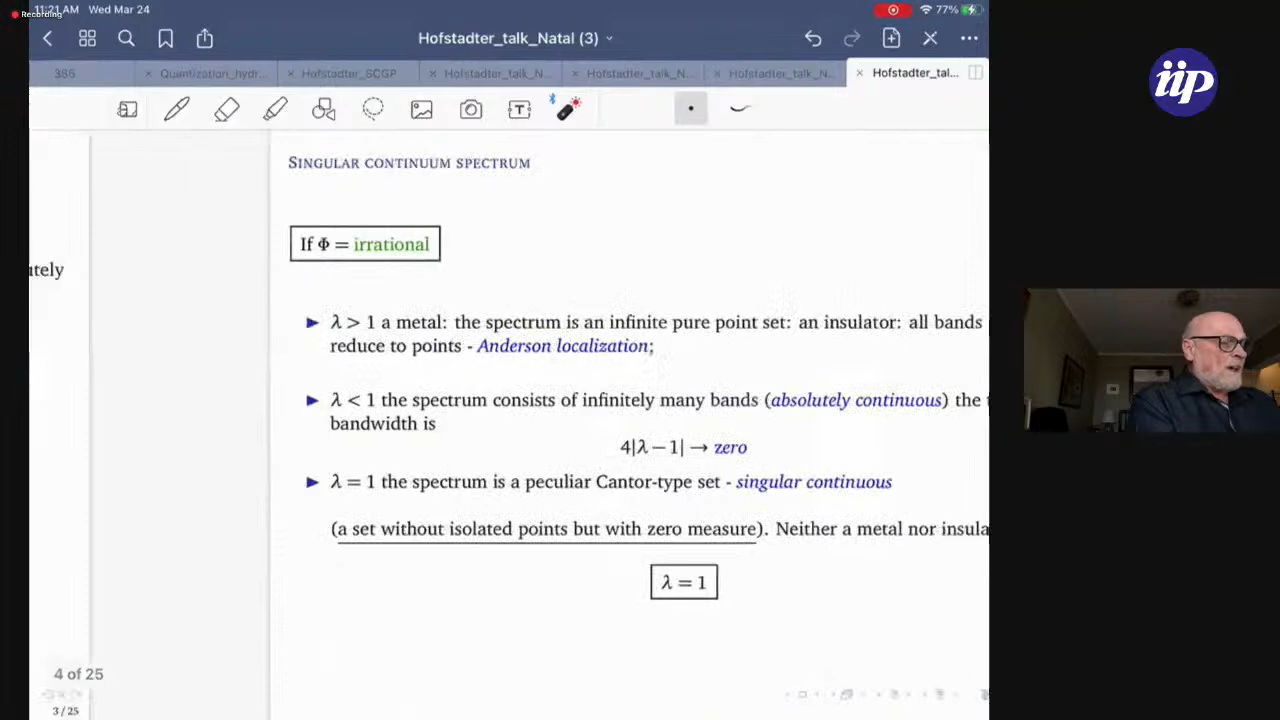 11:21 AM Wed Mar 24
Recording
77%
Hofstadter_talk_Natal (3)
385
Quantization_hydr...
Hofstadter_SCGP
Hofstadter_talk_N...
Hofstadter_talk_N...
Hofstadter_talk_N...
Hofstadter_tal...
iip
SINGULAR CONTINUUM SPECTRUM
If Φ = irrational
utely
λ > 1 a metal: the spectrum is an infinite pure point set: an insulator: all bands
reduce to points - Anderson localization;
λ < 1 the spectrum consists of infinitely many bands (absolutely continuous) the
bandwidth is
4|λ − 1| → zero
λ = 1 the spectrum is a peculiar Cantor-type set - singular continuous
(a set without isolated points but with zero measure). Neither a metal nor insula
λ = 1
4 of 25
3 / 25